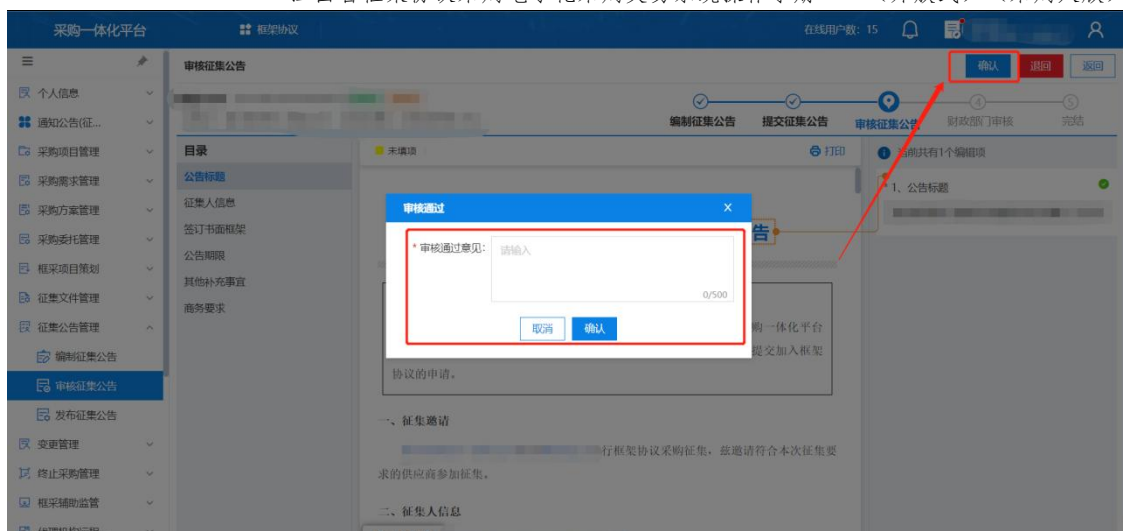 采购一体化平台
框架协议
在线用户数: 15
审核征集公告
确认
退回
返回
个人信息
通知公告(征...
采购项目管理
采购需求管理
采购方案管理
采购委托管理
框采项目策划
征集文件管理
征集公告管理
编制征集公告
审核征集公告
发布征集公告
变更管理
终止采购管理
框采辅助监管
编制征集公告
提交征集公告
审核征集公告
④
财政部门审核
⑤
完结
目录
公告标题
征集人信息
签订书面框架
公告期限
其他补充事宜
商务要求
未填项
打印
当前共有1个编辑项
1、公告标题
审核通过
X
* 审核通过意见:
请输入
0/500
取消
确认
告
购一体化平台
提交加入框架
协议的申请。
一、征集邀请
行框架协议采购征集，兹邀请符合本次征集要
求的供应商参加征集。
二、征集人信息